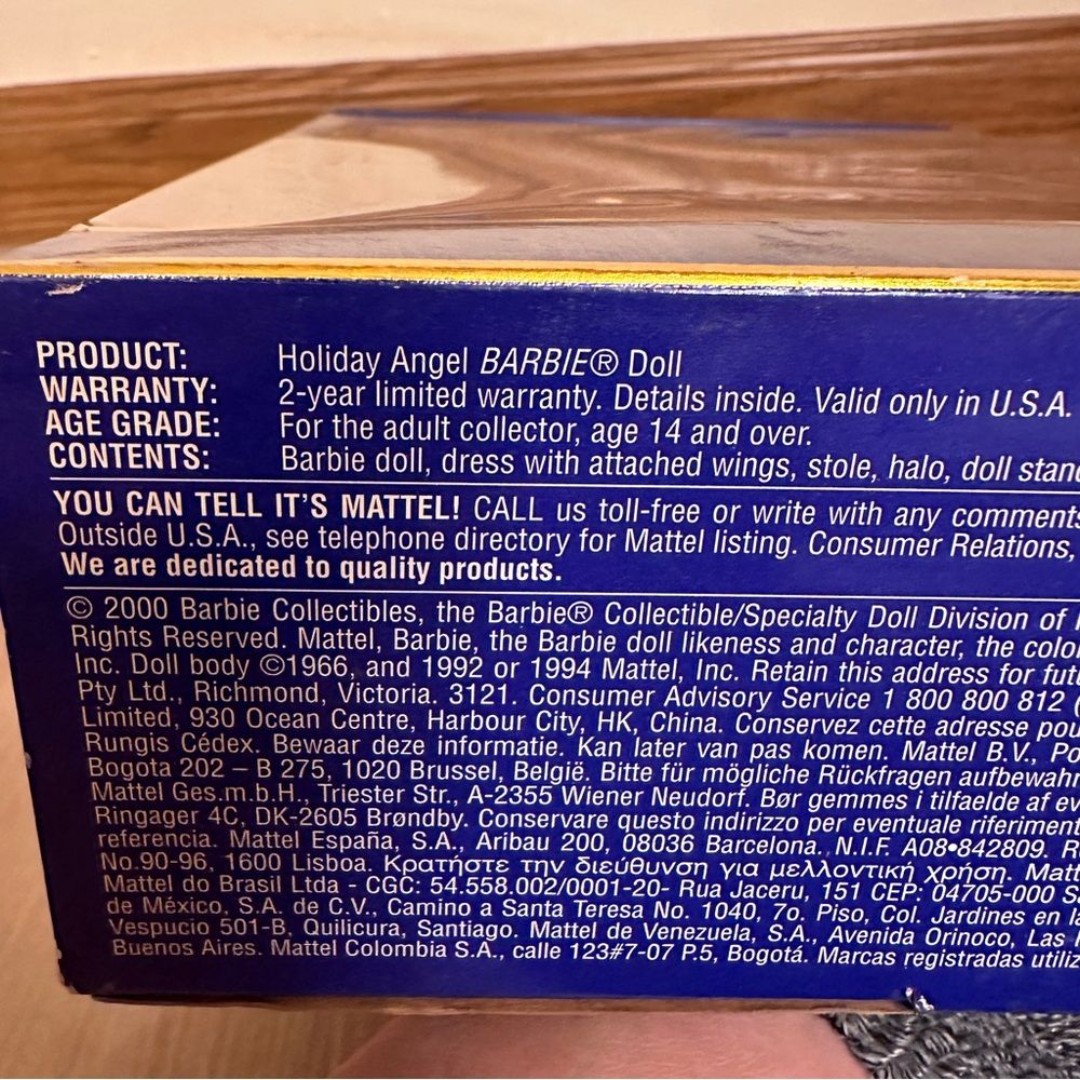 PRODUCT: Holiday Angel BARBIE® Doll
WARRANTY: 2-year limited warranty. Details inside. Valid only in U.S.A.
AGE GRADE: For the adult collector, age 14 and over.
CONTENTS: Barbie doll, dress with attached wings, stole, halo, doll stand
YOU CAN TELL IT'S MATTEL! CALL us toll-free or write with any comments
Outside U.S.A., see telephone directory for Mattel listing. Consumer Relations,
We are dedicated to quality products.
© 2000 Barbie Collectibles, the Barbie® Collectible/Specialty Doll Division of
Rights Reserved. Mattel, Barbie, the Barbie doll likeness and character, the colo
Inc. Doll body ©1966, and 1992 or 1994 Mattel, Inc. Retain this address for fut
Pty Ltd., Richmond, Victoria. 3121. Consumer Advisory Service 1 800 800 812 (
Limited, 930 Ocean Centre, Harbour City, HK, China. Conservez cette adresse pou
Rungis Cédex. Bewaar deze informatie. Kan later van pas komen. Mattel B.V., Po
Bogota 202 – B 275, 1020 Brussel, België. Bitte für mögliche Rückfragen aufbewahr
Mattel Ges.m.b.H., Triester Str., A-2355 Wiener Neudorf. Bør gemmes i tilfaelde af ev
Ringager 4C, DK-2605 Brøndby. Conservare questo indirizzo per eventuale riferiment
referencia. Mattel España, S.A., Aribau 200, 08036 Barcelona. N.I.F. A08•842809. R
No.90-96, 1600 Lisboa. Κρατήστε την διεύθυνση για μελλοντική χρήση. Matt
Mattel do Brasil Ltda - CGC: 54.558.002/0001-20- Rua Jaceru, 151 CEP: 04705-000 S
de México, S.A. de C.V., Camino a Santa Teresa No. 1040, 7o. Piso, Col. Jardines en la
Vespucio 501-B, Quilicura, Santiago. Mattel de Venezuela, S.A., Avenida Orinoco, Las
Buenos Aires. Mattel Colombia S.A., calle 123#7-07 P.5, Bogotá. Marcas registradas utiliz